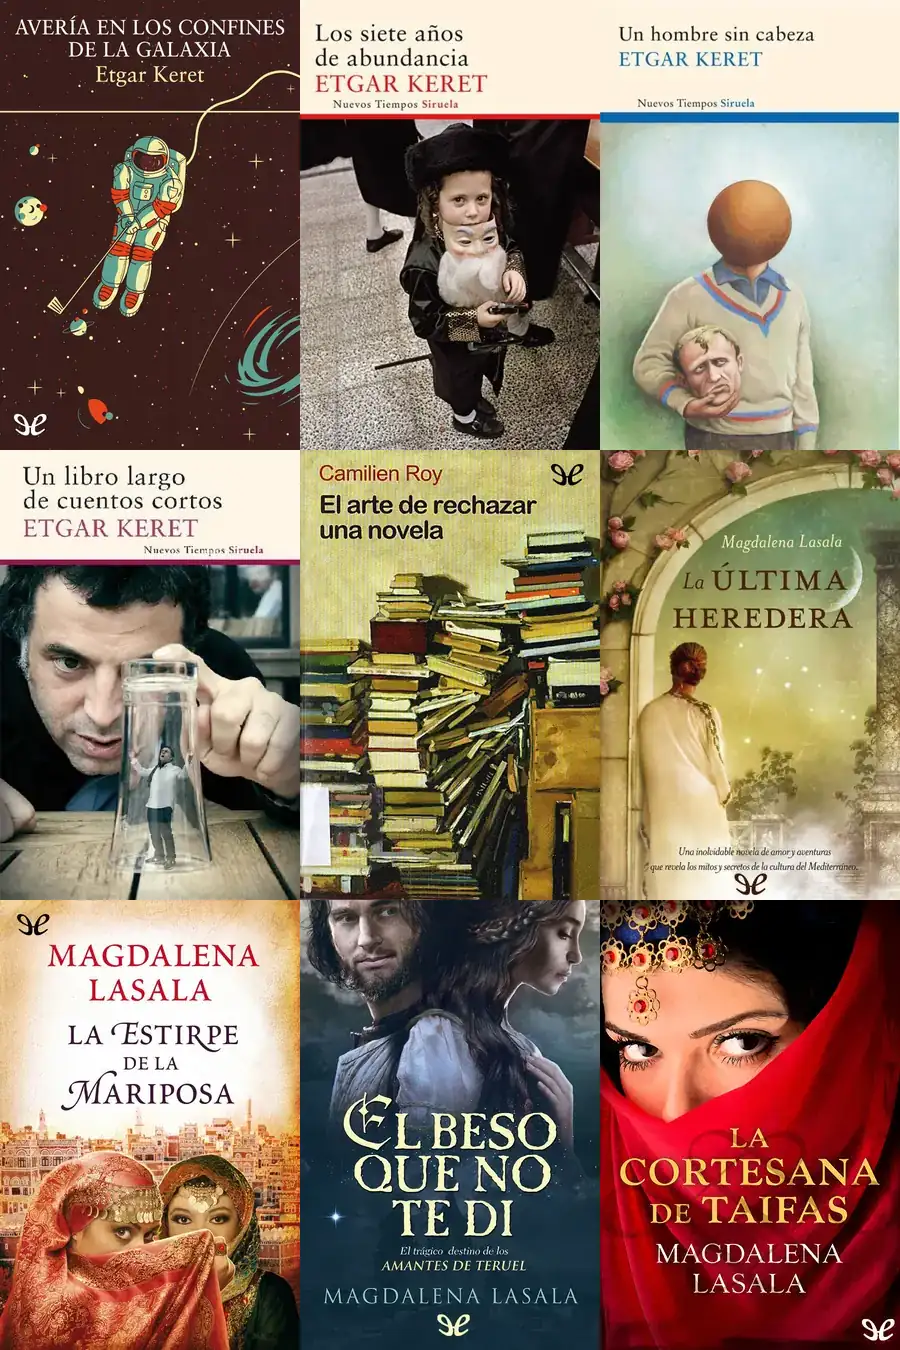 AVERÍA EN LOS CONFINES
DE LA GALAXIA
Etgar Keret
Los siete años
de abundancia
ETGAR KERET
Nuevos Tiempos Siruela
Un hombre sin cabeza
ETGAR KERET
Nuevos Tiempos Siruela
Un libro largo
de cuentos cortos
ETGAR KERET
Nuevos Tiempos Siruela
Camilien Roy
El arte de rechazar
una novela
Magdalena Lasala
La ÚLTIMA
HEREDERA
Una inolvidable novela de amor y aventuras
que revela los mitos y secretos de la cultura del Mediterráneo.
MAGDALENA
LASALA
LA ESTIRPE
DE LA
MARIPOSA
EL BESO
QUE NO
TE DI
El trágico destino de los
AMANTES DE TERUEL
MAGDALENA LASALA
LA
CORTESANA
DE TAIFAS
MAGDALENA
LASALA